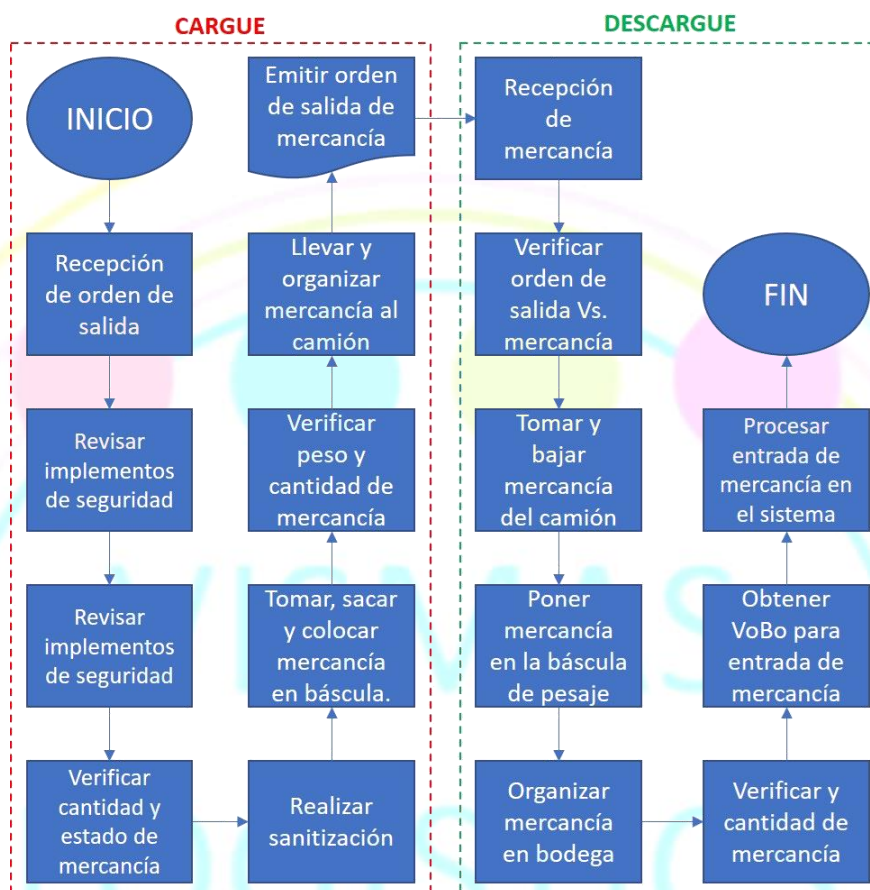 CARGUE
INICIO
Recepción
de orden de
salida
Revisar
implementos
de seguridad
Revisar
implementos
de seguridad
Verificar
cantidad y
estado de
mercancía
Realizar
sanitización
Tomar, sacar
y colocar
mercancía
en báscula.
Verificar
peso y
cantidad de
mercancía
Llevar y
organizar
mercancía al
camión
Emitir orden
de salida de
mercancía
DESCARGUE
Recepción
de
mercancía
Verificar
orden de
salida Vs.
mercancía
Tomar y
bajar
mercancía
del camión
Poner
mercancía
en la báscula
de pesaje
Organizar
mercancía
en bodega
Verificar y
cantidad de
mercancía
Obtener
VoBo para
entrada de
mercancía
Procesar
entrada de
mercancía en
el sistema
FIN